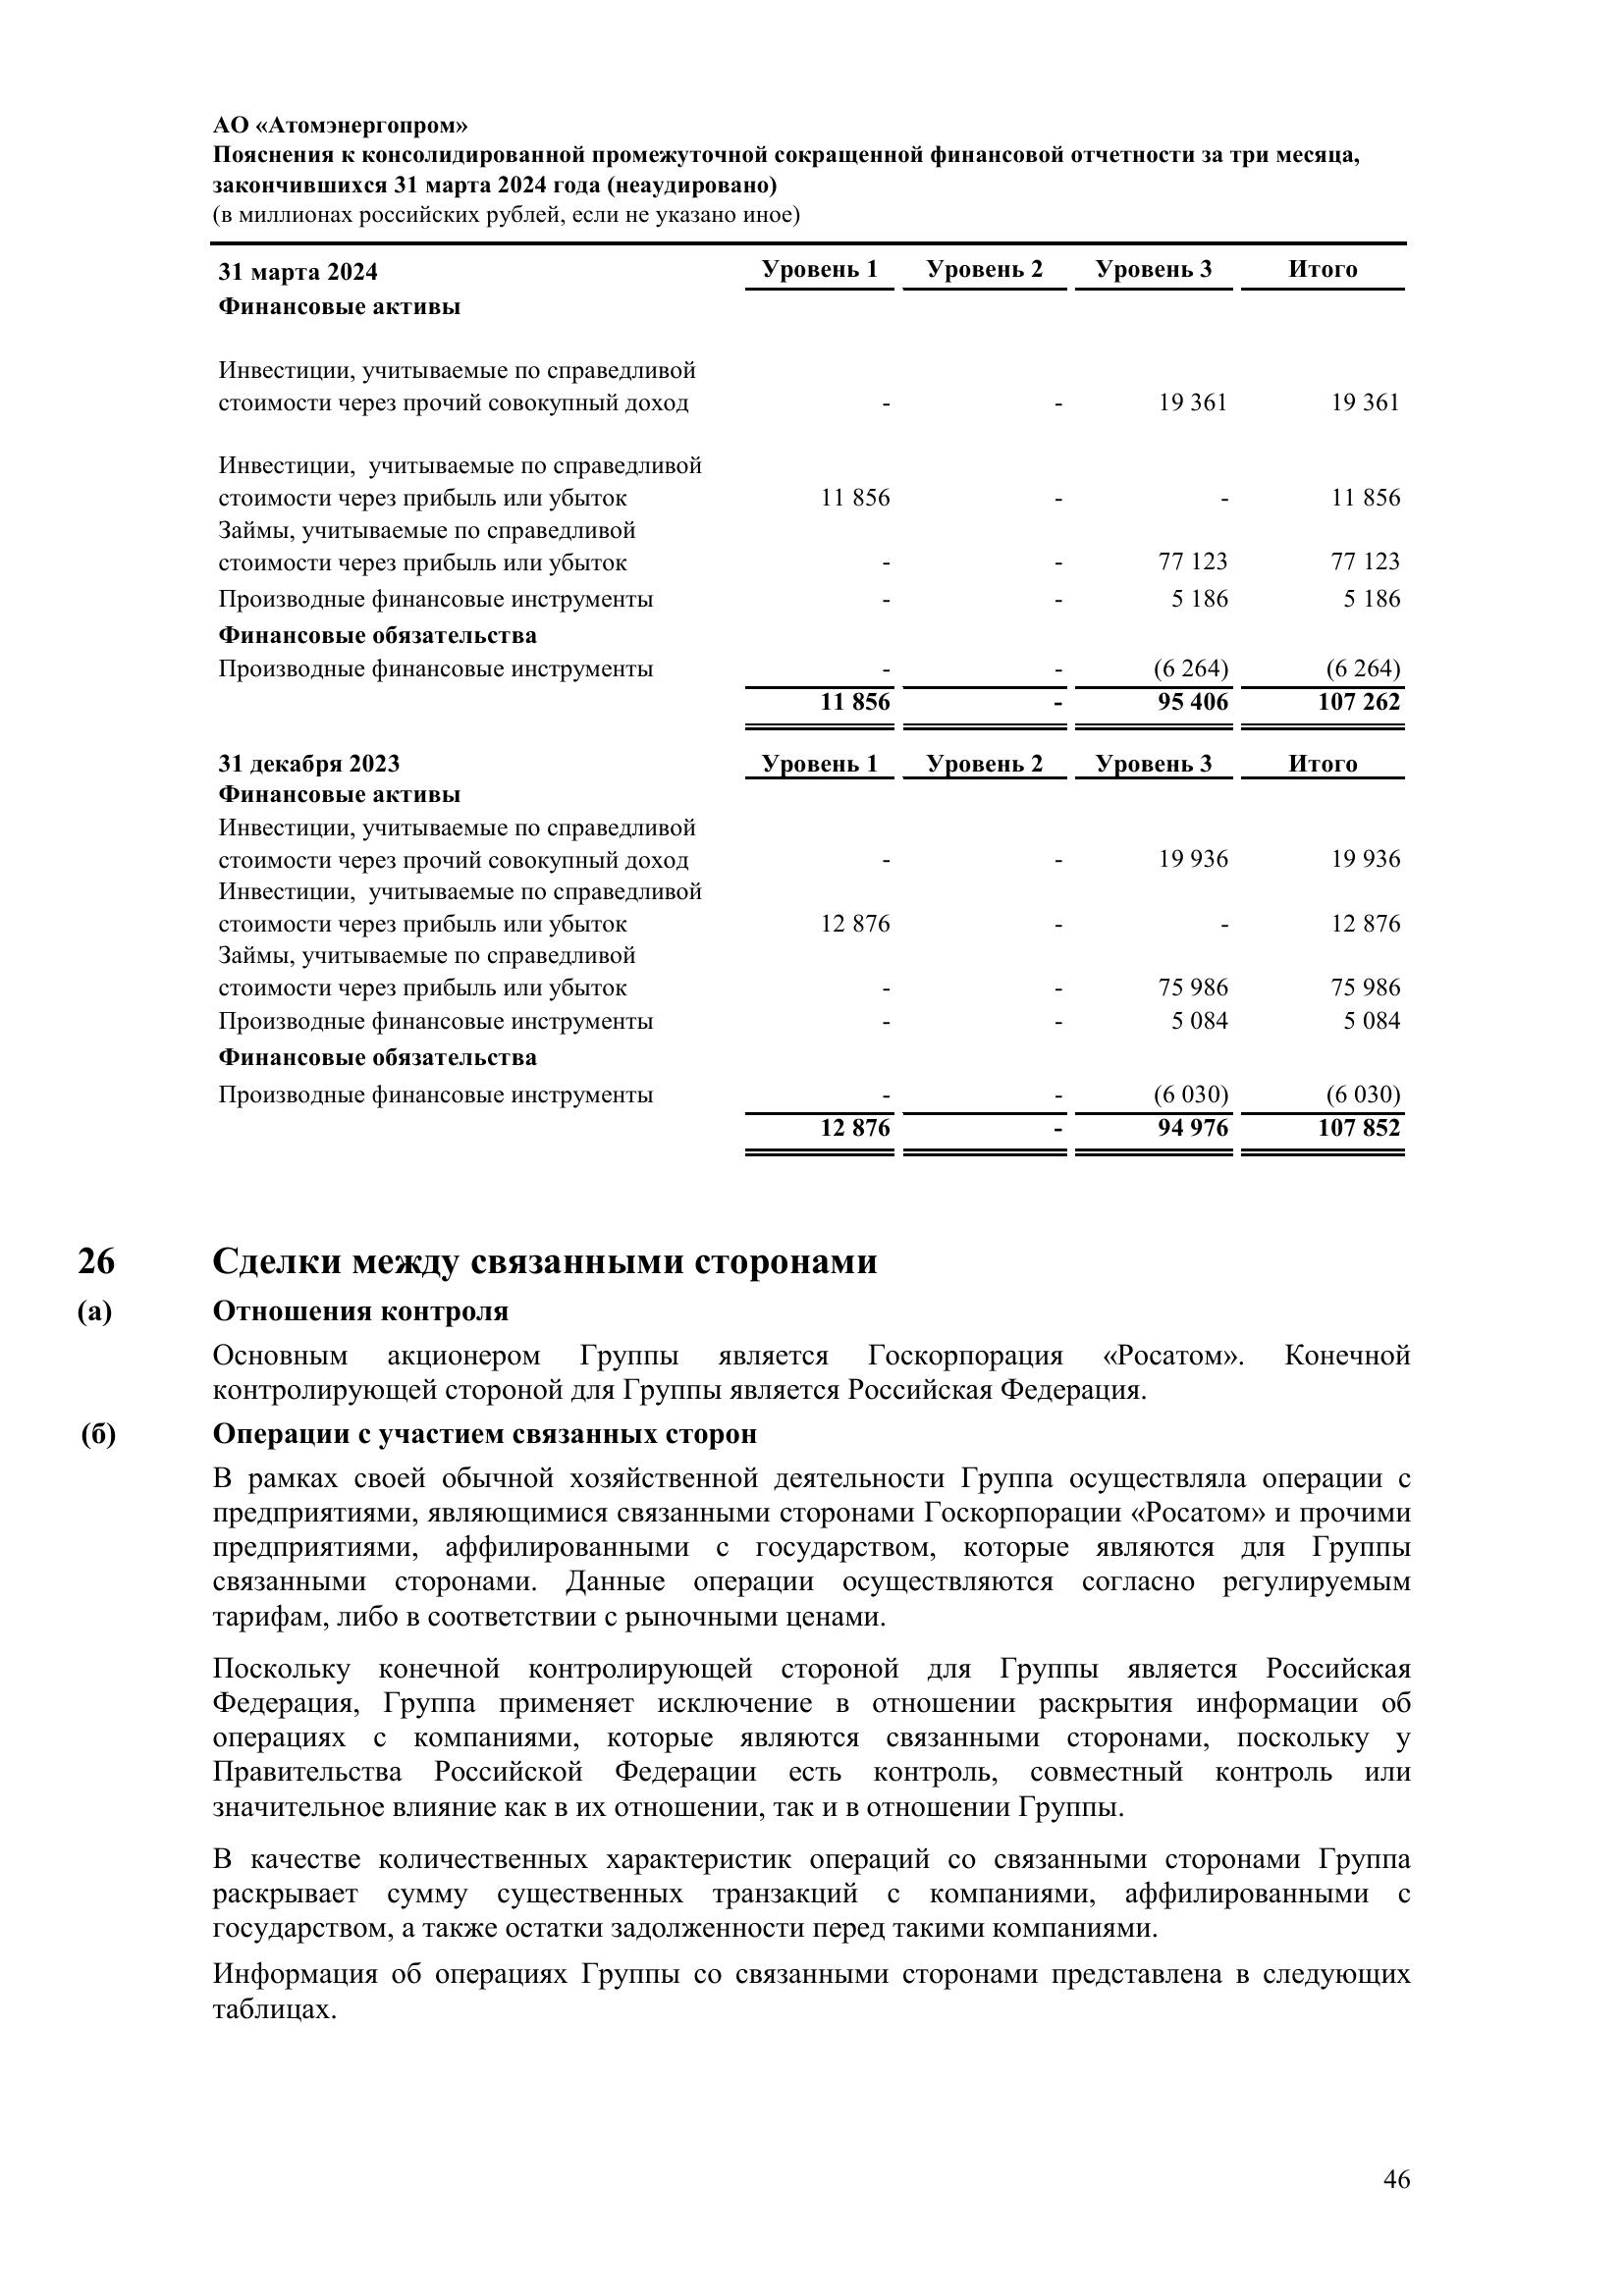 АО «Атомэнергопром»
Пояснения к консолидированной промежуточной сокращенной финансовой отчетности за три месяца,
закончившихся 31 марта 2024 года (неаудировано)
(в миллионах российских рублей, если не указано иное)
31 марта 2024 Уровень 1 Уровень 2 Уровень 3 Итого
Финансовые активы
Инвестиции, учитываемые по справедливой
стоимости через прочий совокупный доход - - 19 361 19 361
Инвестиции, учитываемые по справедливой
стоимости через прибыль или убыток 11 856 - - 11 856
Займы, учитываемые по справедливой
стоимости через прибыль или убыток - - 77 123 77 123
Производные финансовые инструменты - - 5 186 5 186
Финансовые обязательства
Производные финансовые инструменты - - (6 264) (6 264)
11 856 - 95 406 107 262
31 декабря 2023 Уровень 1 Уровень 2 Уровень 3 Итого
Финансовые активы
Инвестиции, учитываемые по справедливой
стоимости через прочий совокупный доход - - 19 936 19 936
Инвестиции, учитываемые по справедливой
стоимости через прибыль или убыток 12 876 - - 12 876
Займы, учитываемые по справедливой
стоимости через прибыль или убыток - - 75 986 75 986
Производные финансовые инструменты - - 5 084 5 084
Финансовые обязательства
Производные финансовые инструменты - - (6 030) (6 030)
12 876 - 94 976 107 852
26 Сделки между связанными сторонами
(а) Отношения контроля
Основным акционером Группы является Госкорпорация «Росатом». Конечной
контролирующей стороной для Группы является Российская Федерация.
(б) Операции с участием связанных сторон
В рамках своей обычной хозяйственной деятельности Группа осуществляла операции с
предприятиями, являющимися связанными сторонами Госкорпорации «Росатом» и прочими
предприятиями, аффилированными с государством, которые являются для Группы
связанными сторонами. Данные операции осуществляются согласно регулируемым
тарифам, либо в соответствии с рыночными ценами.
Поскольку конечной контролирующей стороной для Группы является Российская
Федерация, Группа применяет исключение в отношении раскрытия информации об
операциях с компаниями, которые являются связанными сторонами, поскольку у
Правительства Российской Федерации есть контроль, совместный контроль или
значительное влияние как в их отношении, так и в отношении Группы.
В качестве количественных характеристик операций со связанными сторонами Группа
раскрывает сумму существенных транзакций с компаниями, аффилированными с
государством, а также остатки задолженности перед такими компаниями.
Информация об операциях Группы со связанными сторонами представлена в следующих
таблицах.
46